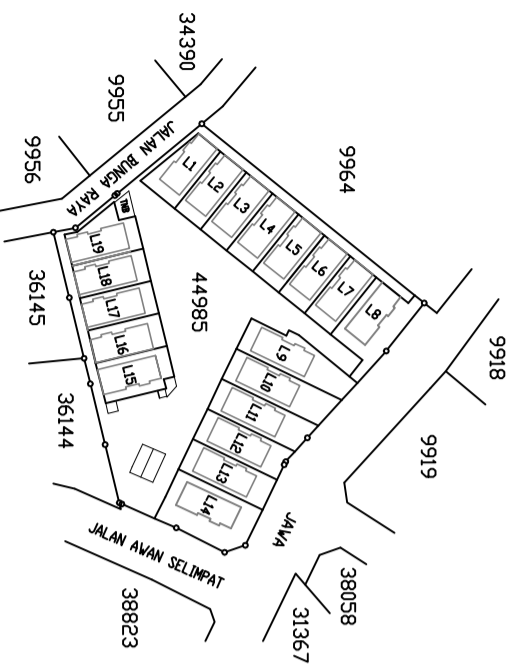 34390
9955
9956
JALAN BUNGA RAYA
9964
L1
L2
L3
L4
L5
L6
L7
L8
9918
9919
TNB
L19
L18
L17
L16
L15
44985
L9
L10
L11
L12
L13
L14
36145
36144
JAWA
JALAN AWAN SELIMPAT
38058
31367
38823